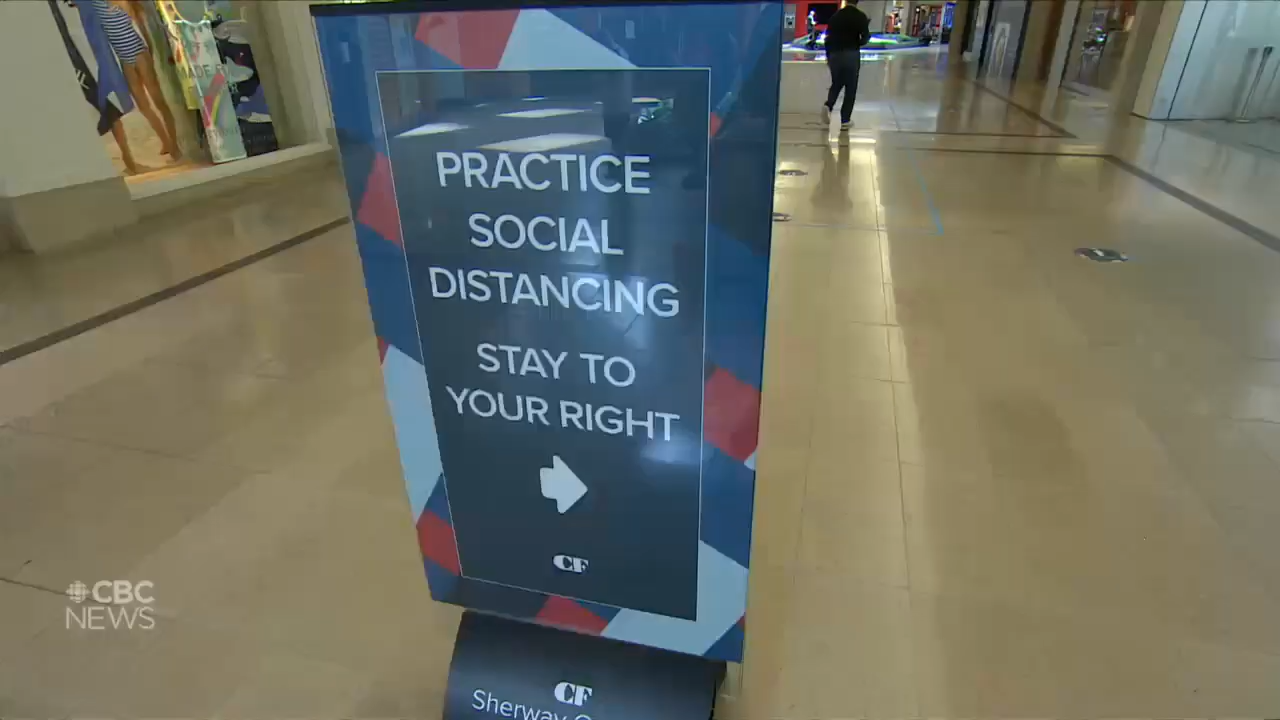 PRACTICE
SOCIAL
DISTANCING
STAY TO
YOUR RIGHT
CF
CBC
NEWS
CF
Sherway